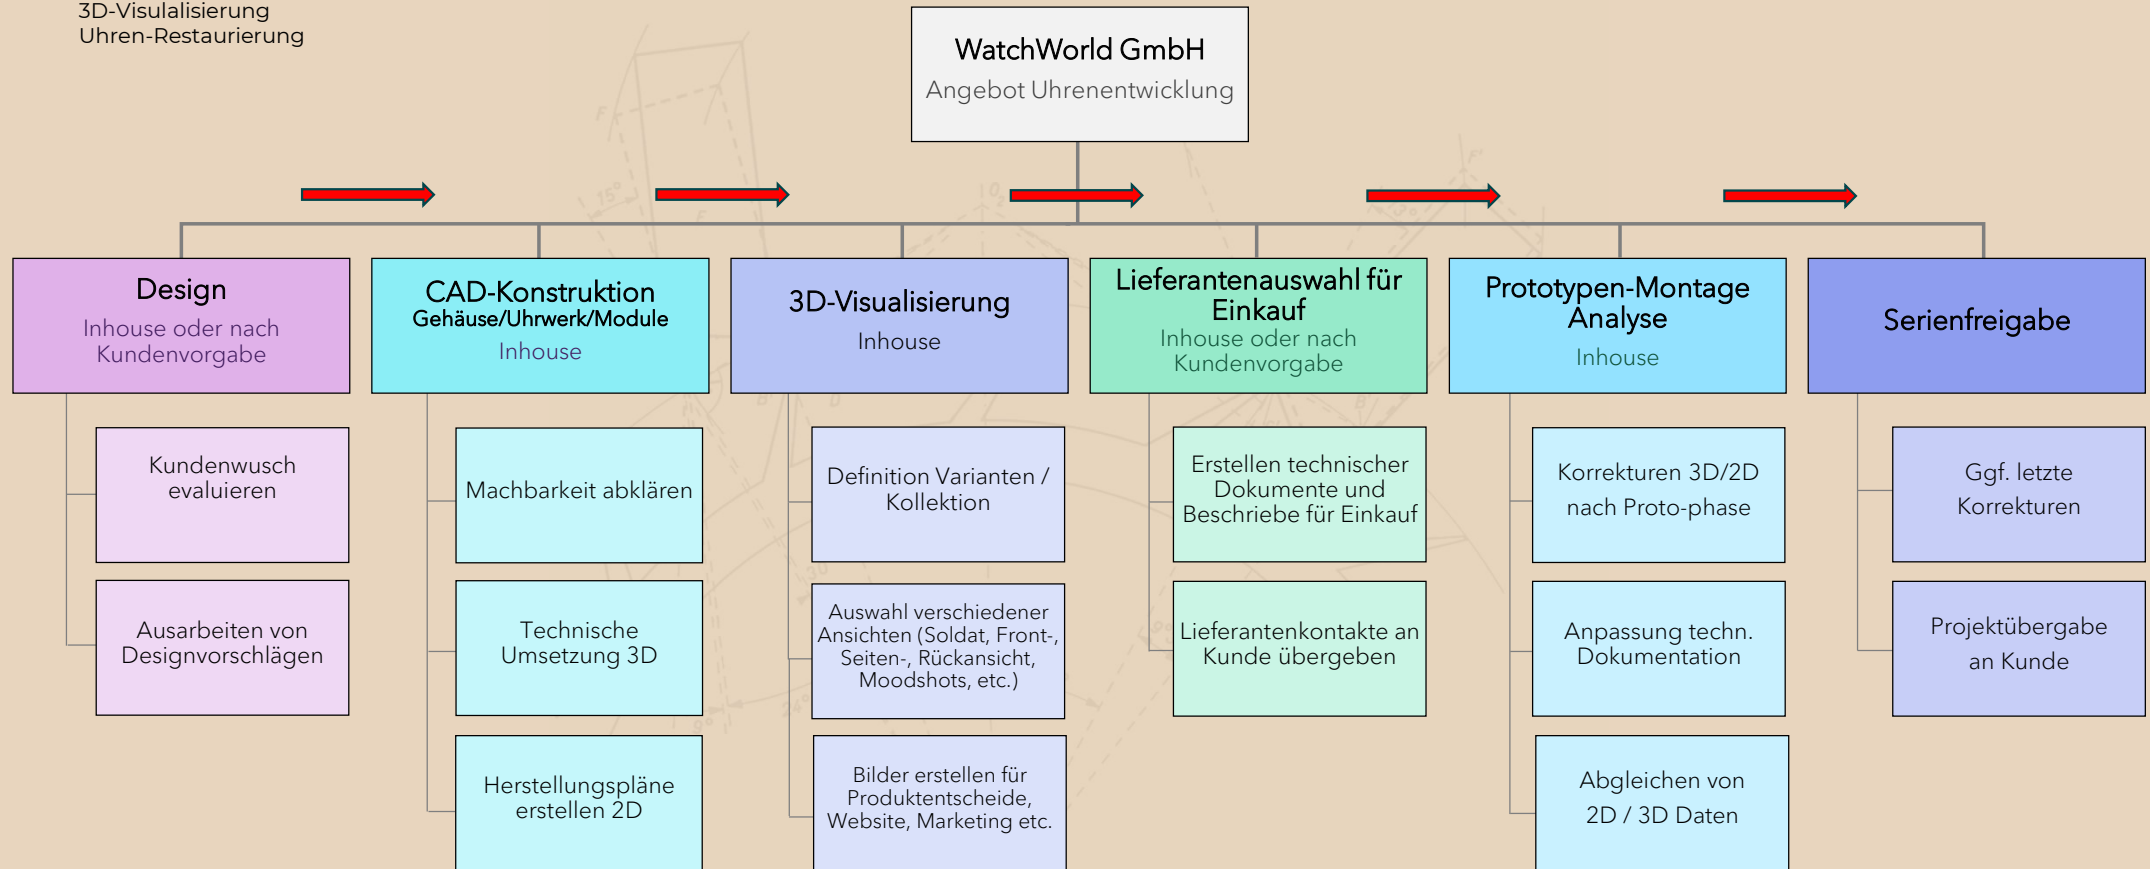 3D-Visulalisierung
Uhren-Restaurierung
WatchWorld GmbH
Angebot Uhrenentwicklung
Design
Inhouse oder nach
Kundenvorgabe
Kundenwusch
evaluieren
Ausarbeiten von
Designvorschlägen
CAD-Konstruktion
Gehäuse/Uhrwerk/Module
Inhouse
Machbarkeit abklären
Technische
Umsetzung 3D
Herstellungspläne
erstellen 2D
3D-Visualisierung
Inhouse
Definition Varianten /
Kollektion
Auswahl verschiedener
Ansichten (Soldat, Front-,
Seiten-, Rückansicht,
Moodshots, etc.)
Bilder erstellen für
Produktentscheide,
Website, Marketing etc.
Lieferantenauswahl für
Einkauf
Inhouse oder nach
Kundenvorgabe
Erstellen technischer
Dokumente und
Beschriebe für Einkauf
Lieferantenkontakte an
Kunde übergeben
Prototypen-Montage
Analyse
Inhouse
Korrekturen 3D/2D
nach Proto-phase
Anpassung techn.
Dokumentation
Abgleichen von
2D / 3D Daten
Serienfreigabe
Ggf. letzte
Korrekturen
Projektübergabe
an Kunde